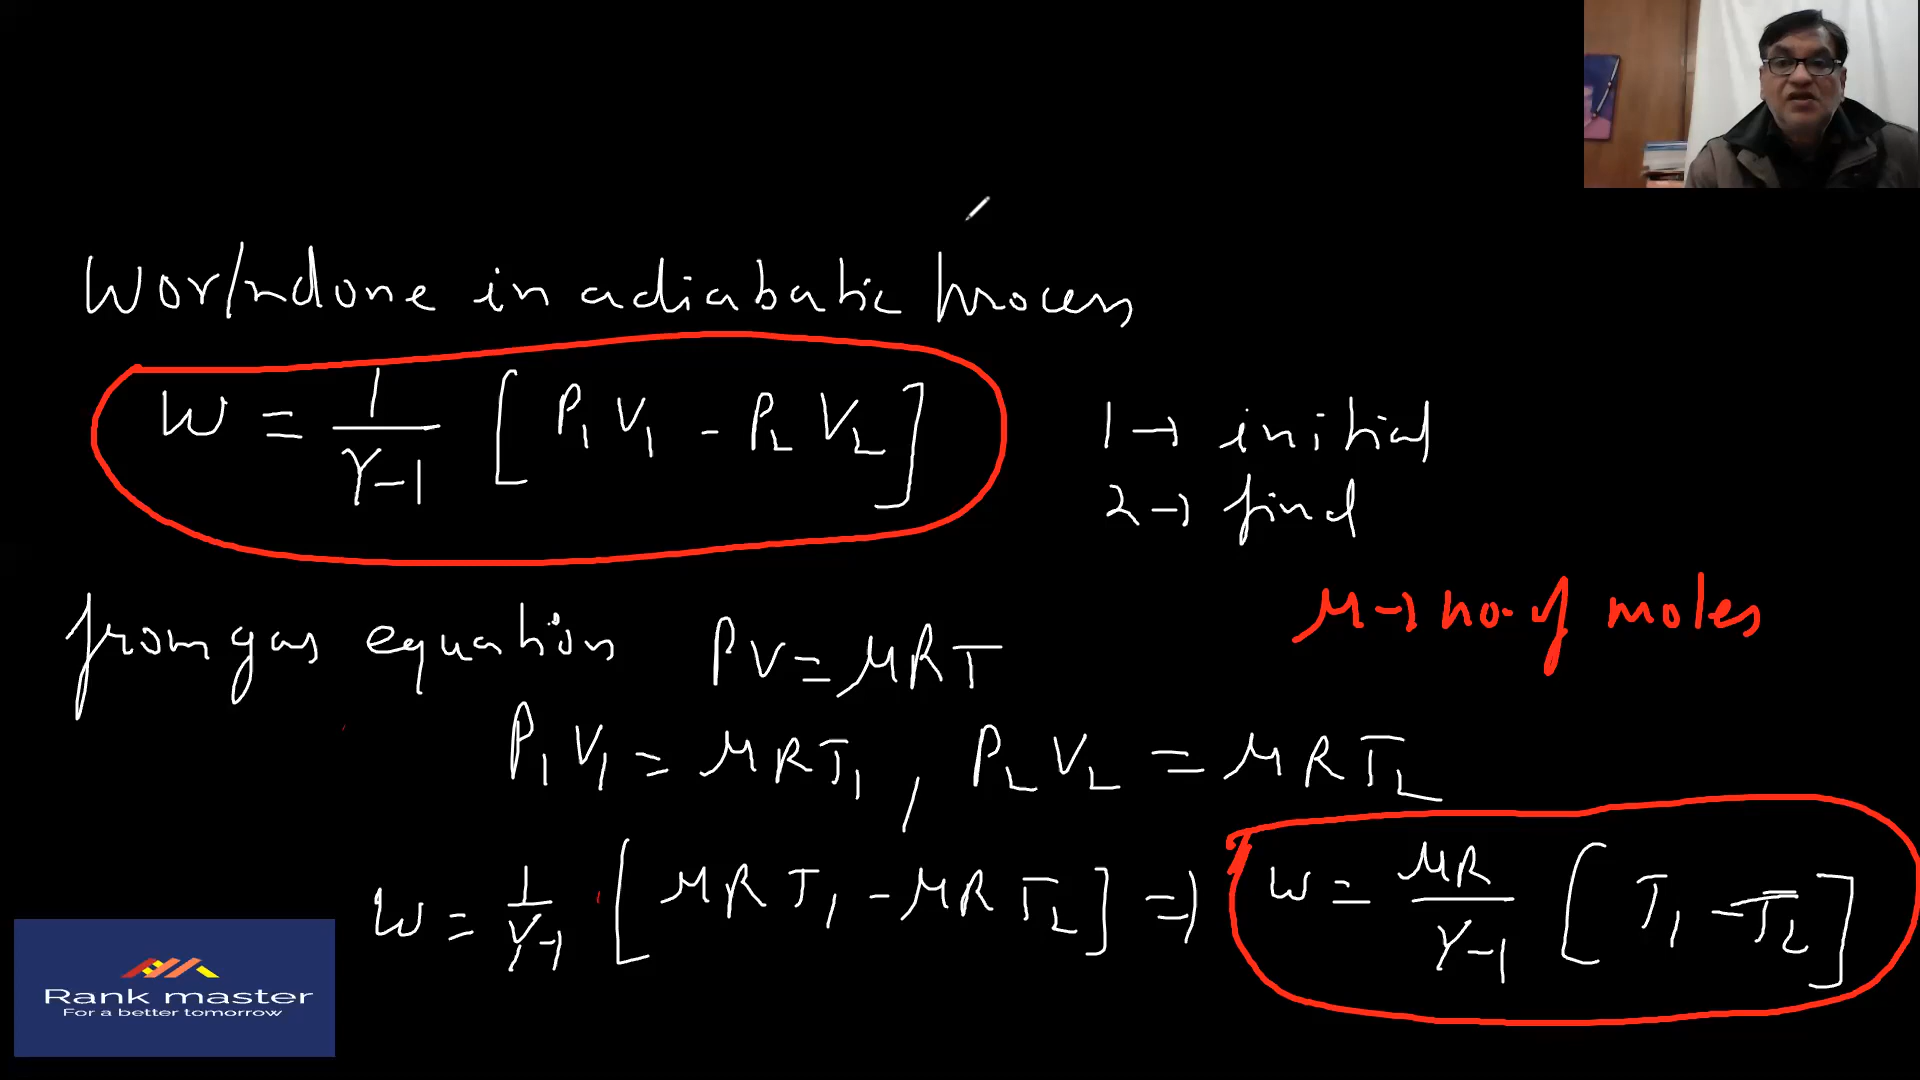 Workdone in adiabatic process
W = 1/(γ-1) [P₁V₁ - P₂V₂]
1 → initial
2 → final
from gas equation PV = μRT
μ → no. of moles
P₁V₁ = μRT₁, P₂V₂ = μRT₂
W = 1/(γ-1) [μRT₁ - μRT₂] ⇒ W = μR/(γ-1) [T₁ - T₂]
Rank master
For a better tomorrow